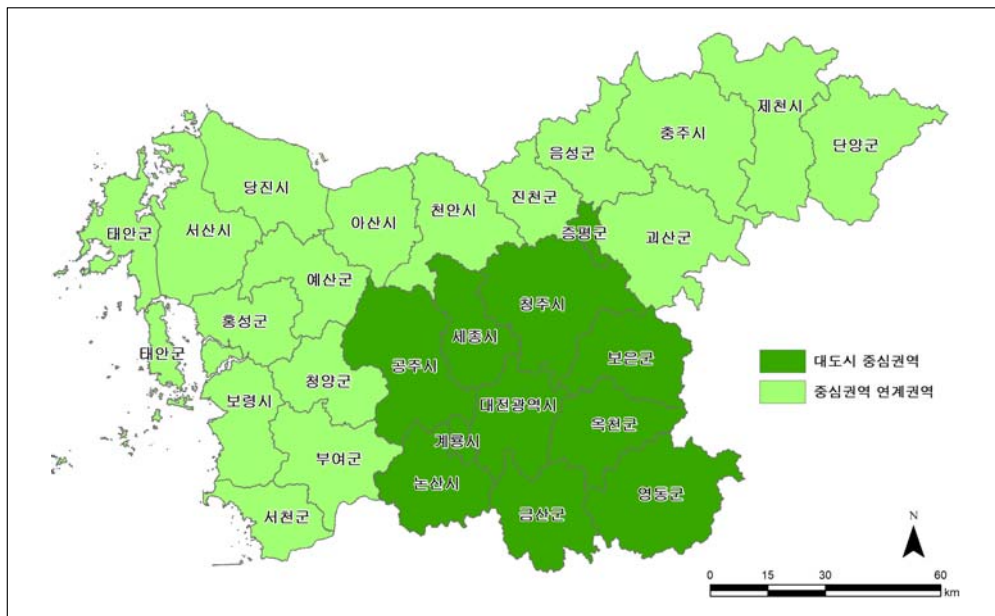 제천시
충주시
단양군
음성군
당진시
진천군
천안시
아산시
태안군
서산시
증평군
괴산군
예산군
청주시
홍성군
세종시
태안군
보은군
대도시 중심권역
공주시
청양군
중심권역 연계권역
보령시
대전광역시
옥천군
계룡시
부여군
논산시
영동군
서천군
금산군
N
0 15 30 60
km